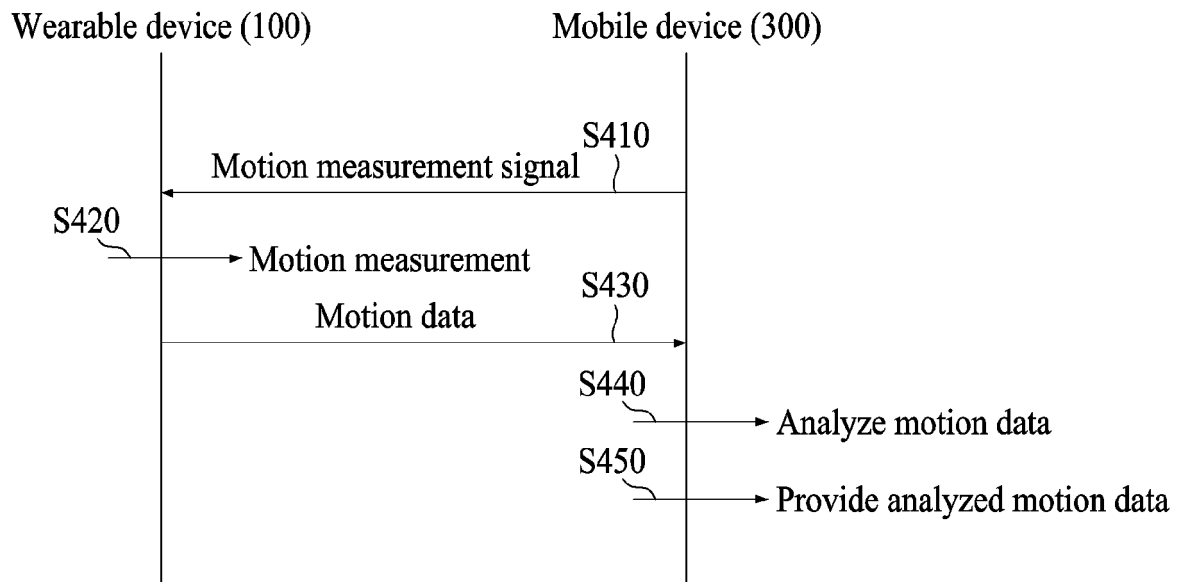 Wearable device (100)
Mobile device (300)
S410
Motion measurement signal
S420
Motion measurement
S430
Motion data
S440
Analyze motion data
S450
Provide analyzed motion data